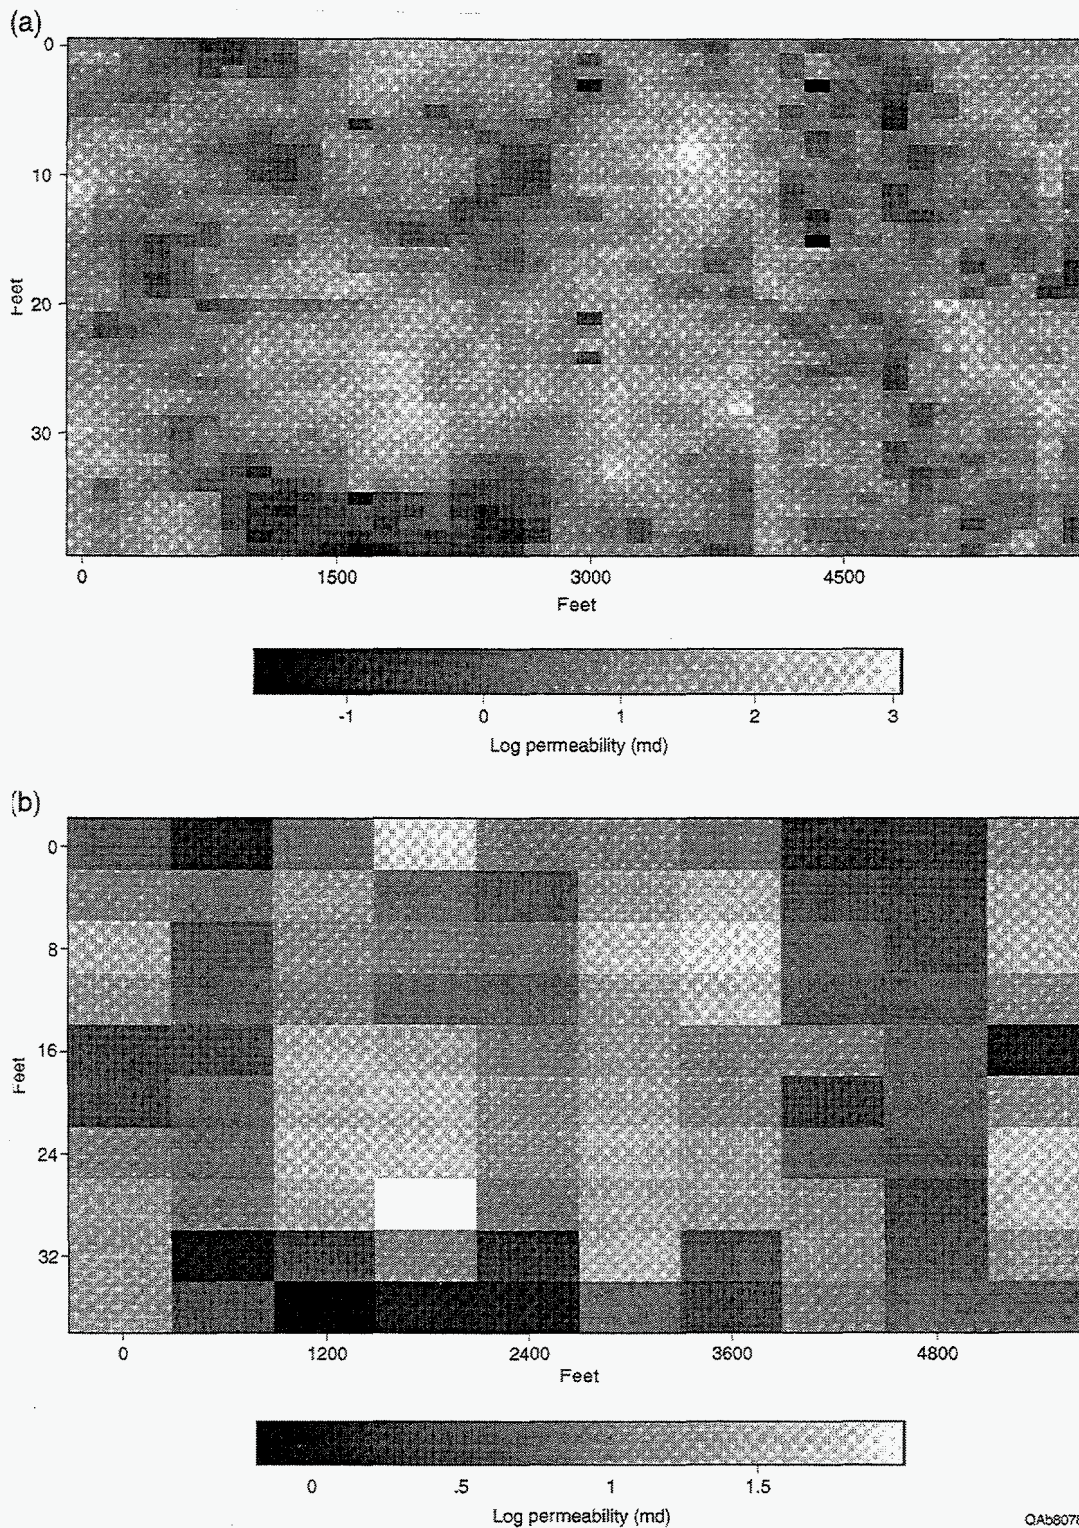 (a)
0
10
20
30
Feet
0 1500 3000 4500
Feet
-1 0 1 2 3
Log permeability (md)
(b)
0
8
16
24
32
Feet
0 1200 2400 3600 4800
Feet
0 .5 1 1.5
Log permeability (md)
QAb8078